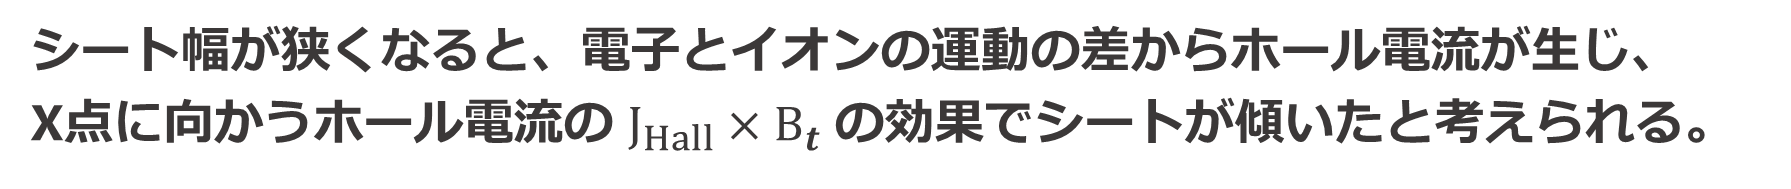 シート幅が狭くなると、電子とイオンの運動の差からホール電流が生じ、
X点に向かうホール電流の J_Hall × B_t の効果でシートが傾いたと考えられる。